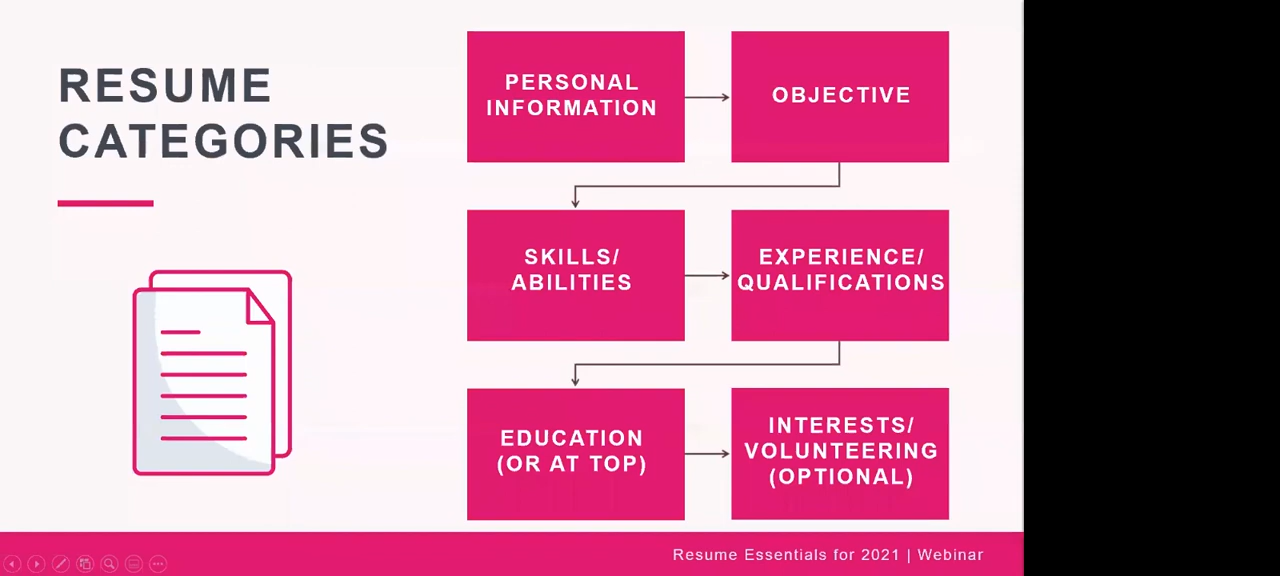 RESUME
CATEGORIES
PERSONAL
INFORMATION
OBJECTIVE
SKILLS/
ABILITIES
EXPERIENCE/
QUALIFICATIONS
EDUCATION
(OR AT TOP)
INTERESTS/
VOLUNTEERING
(OPTIONAL)
Resume Essentials for 2021 | Webinar